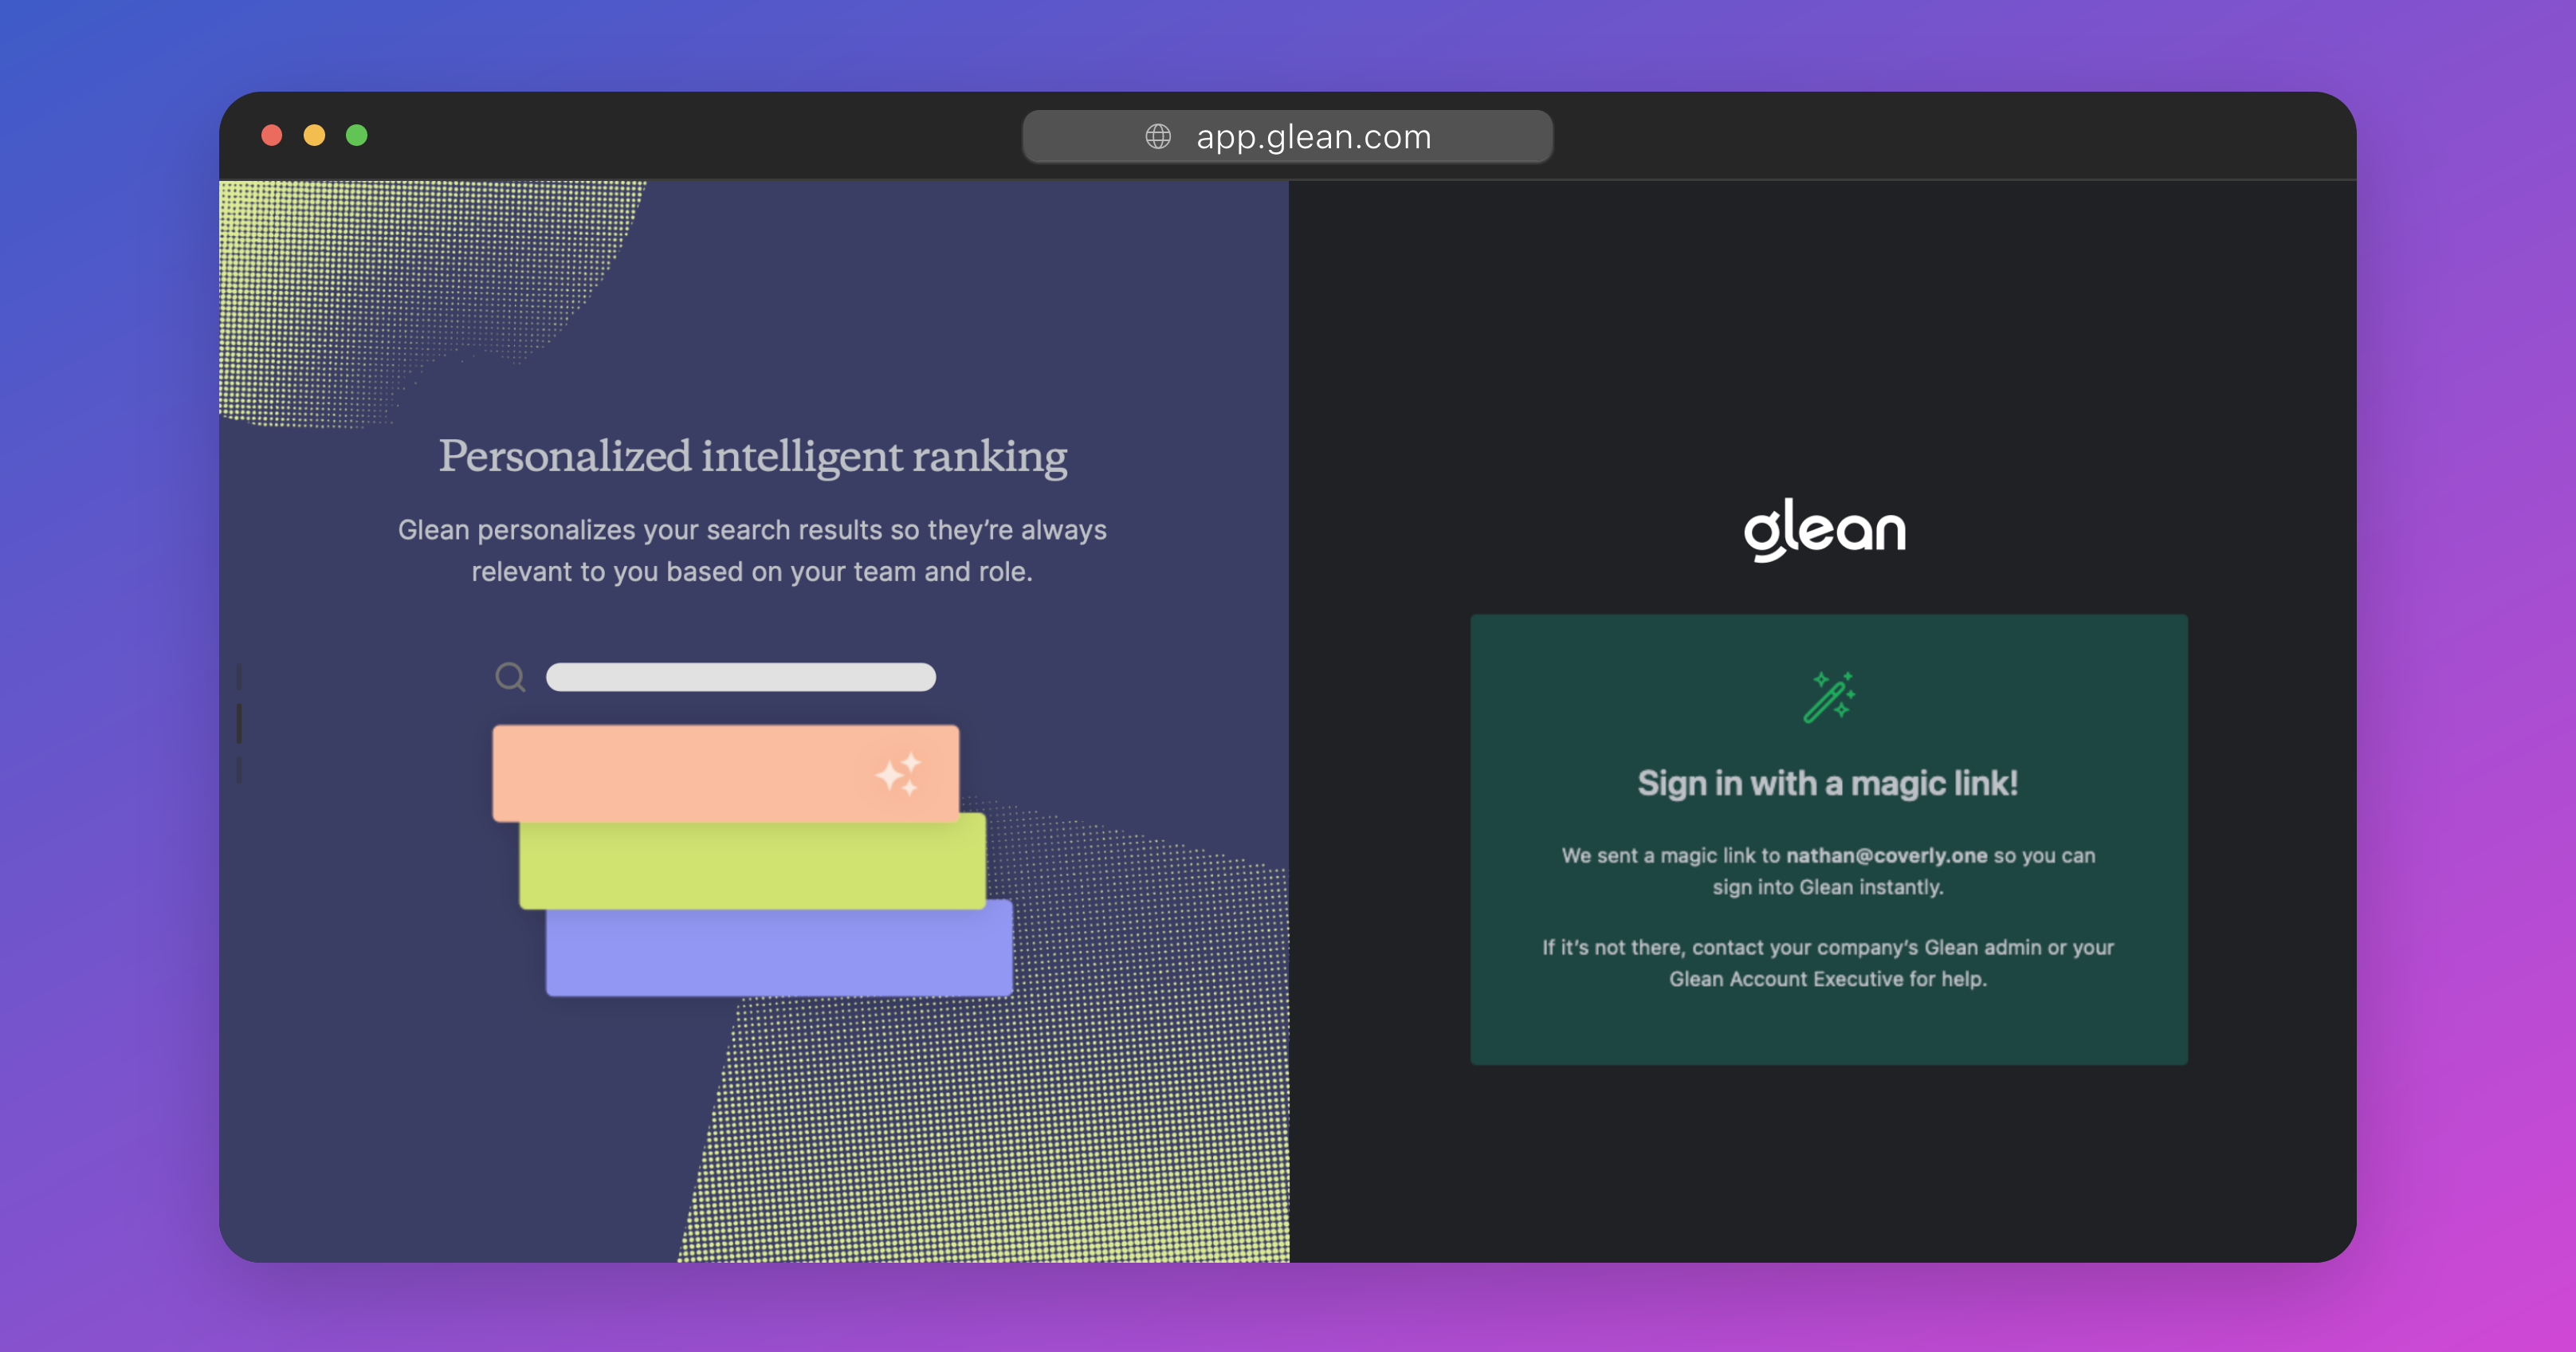 app.glean.com
Personalized intelligent ranking
Glean personalizes your search results so they’re always
relevant to you based on your team and role.
glean
Sign in with a magic link!
We sent a magic link to nathan@coverly.one so you can
sign into Glean instantly.
If it’s not there, contact your company’s Glean admin or your
Glean Account Executive for help.